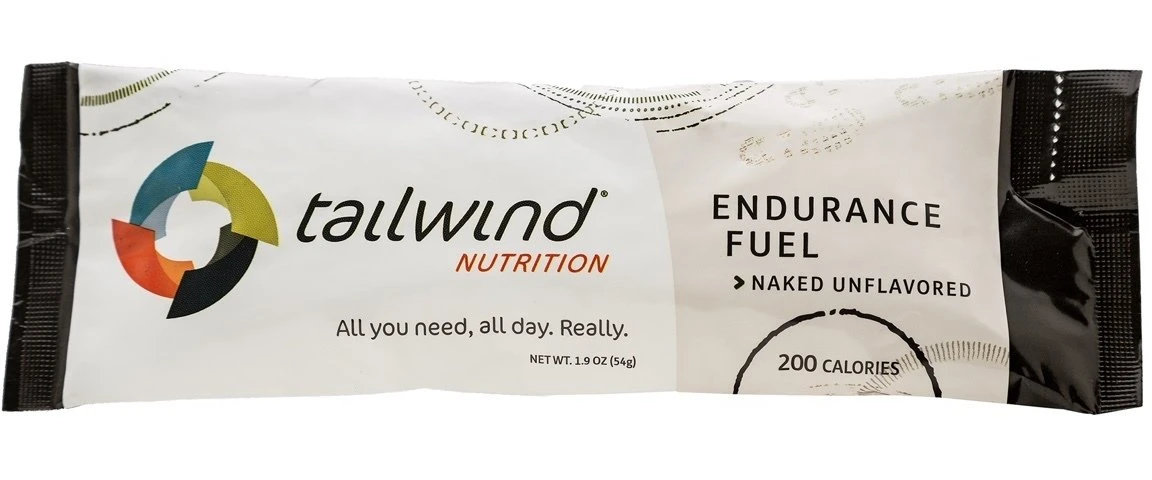 tailwind®
NUTRITION
All you need, all day. Really.
NET WT. 1.9 OZ (54g)
ENDURANCE
FUEL
> NAKED UNFLAVORED
200 CALORIES